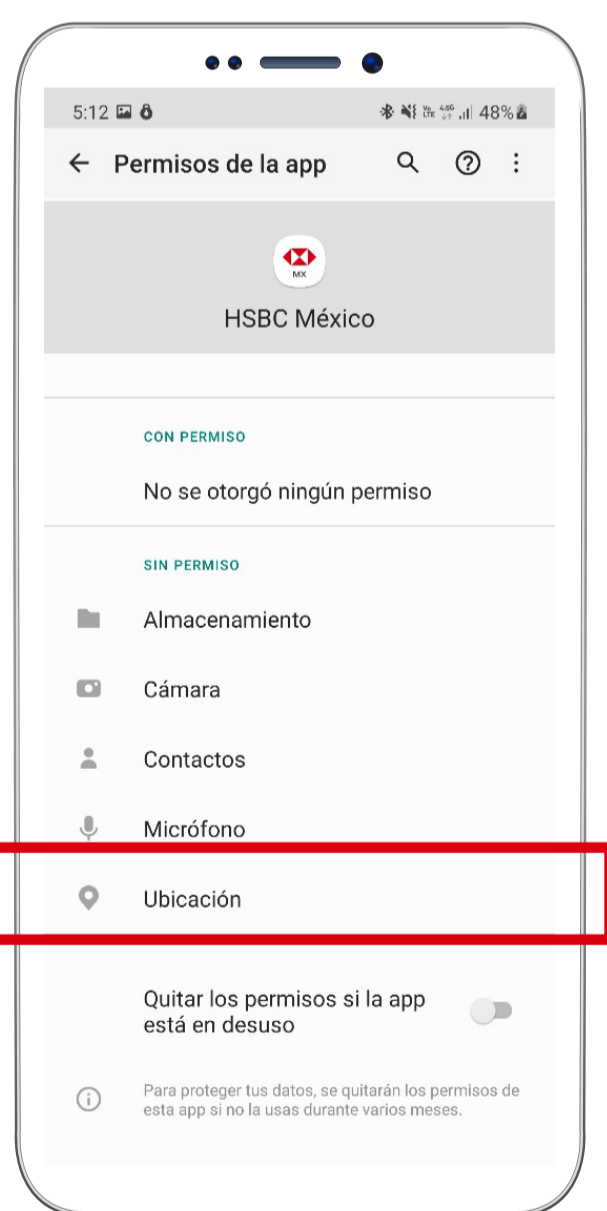 5:12 48%
Permisos de la app
MX
HSBC México
CON PERMISO
No se otorgó ningún permiso
SIN PERMISO
Almacenamiento
Cámara
Contactos
Micrófono
Ubicación
Quitar los permisos si la app
está en desuso
Para proteger tus datos, se quitarán los permisos de
esta app si no la usas durante varios meses.